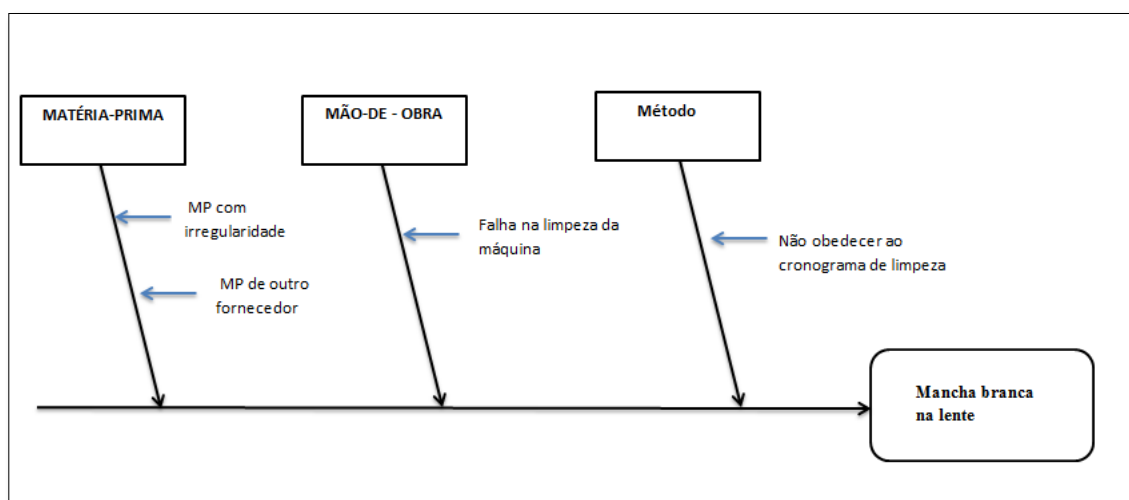 MATÉRIA-PRIMA
MÃO-DE - OBRA
Método
MP com
irregularidade
MP de outro
fornecedor
Falha na limpeza da
máquina
Não obedecer ao
cronograma de limpeza
Mancha branca
na lente